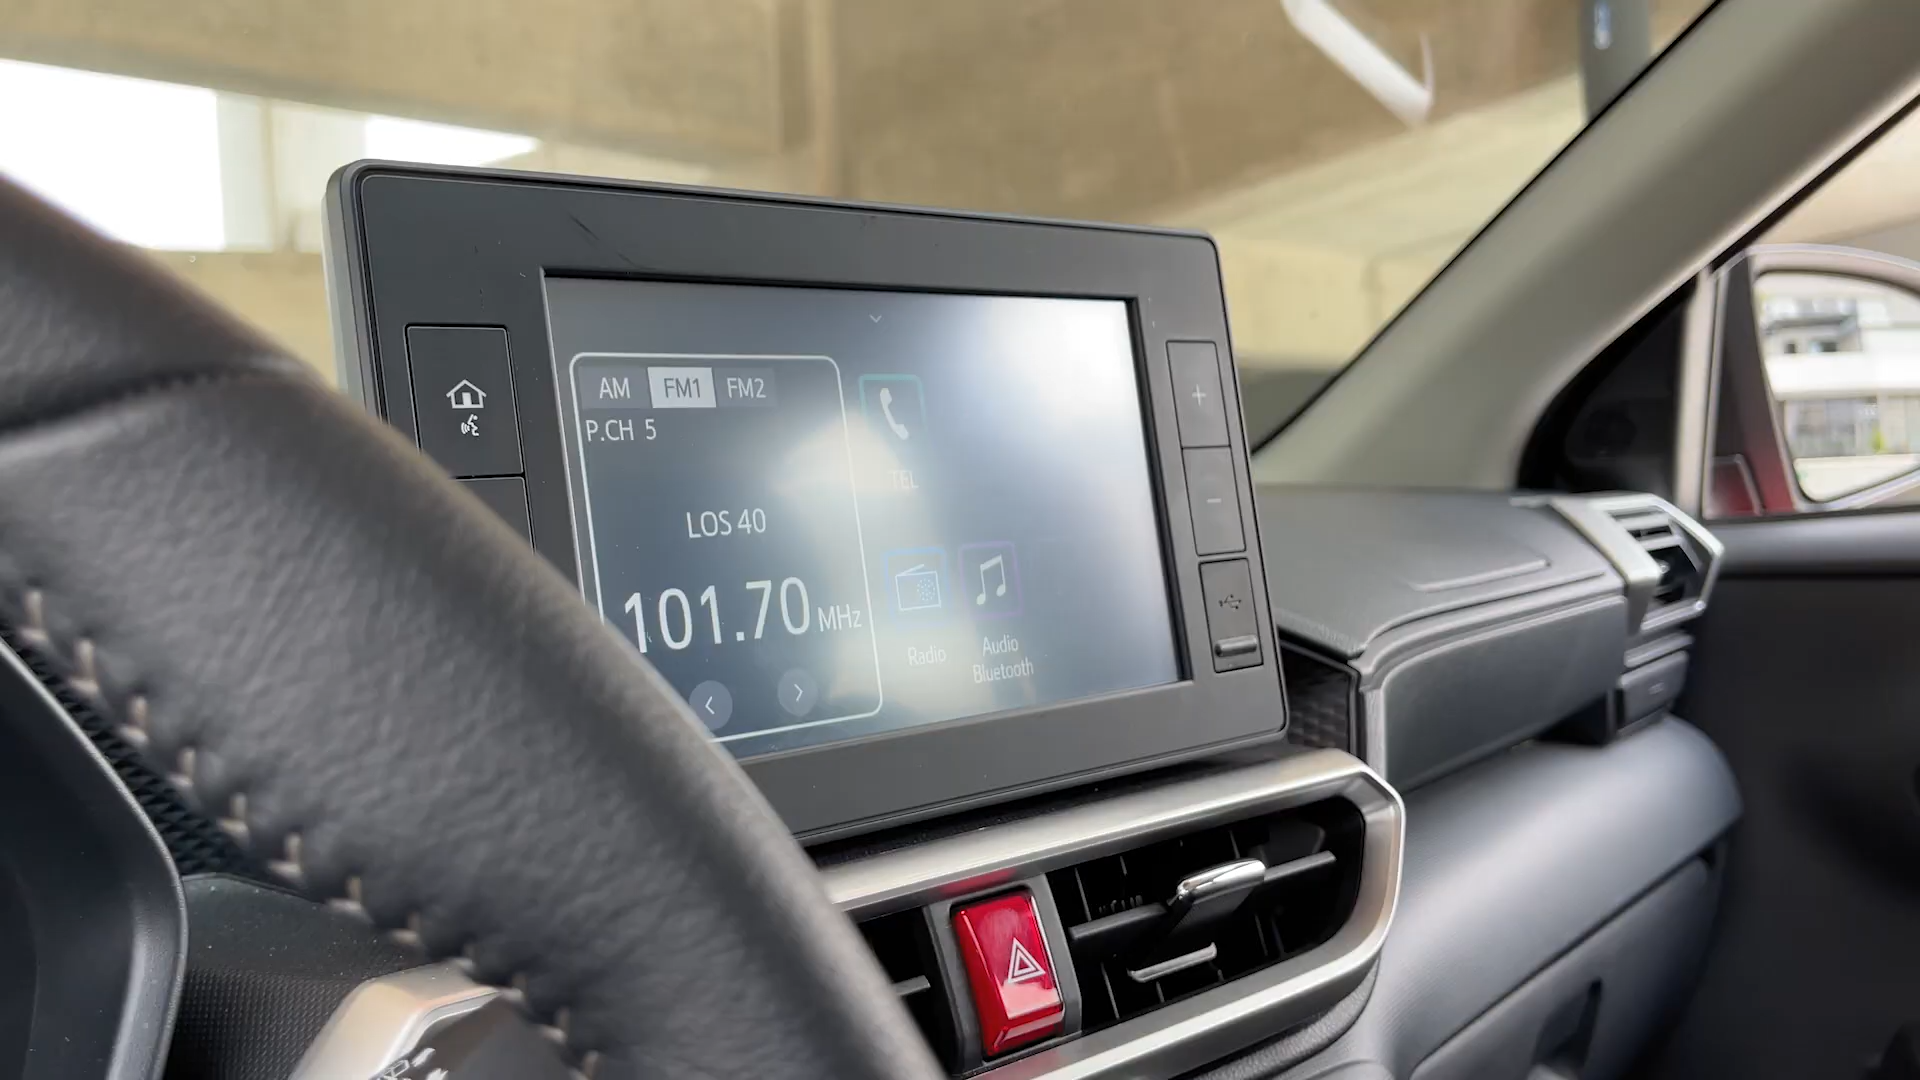 AM FM1 FM2
P.CH 5
LOS 40
101.70 MHz
TEL
Radio
Audio
Bluetooth
+
-